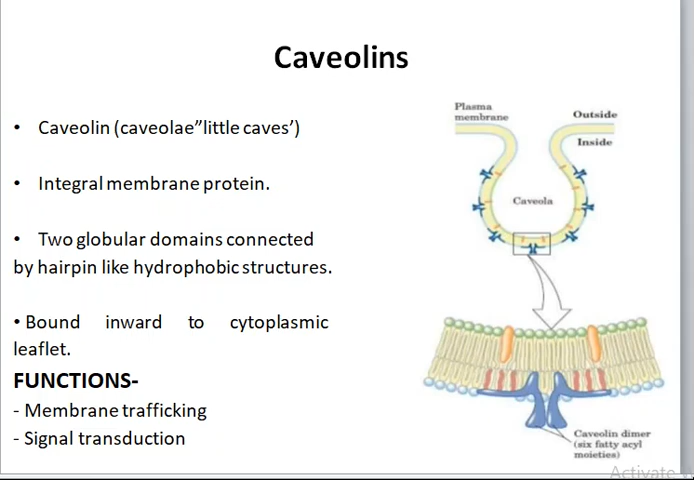 Caveolins
• Caveolin (caveolae”little caves’)
• Integral membrane protein.
• Two globular domains connected
by hairpin like hydrophobic structures.
• Bound inward to cytoplasmic
leaflet.
FUNCTIONS-
- Membrane trafficking
- Signal transduction
Plasma
membrane
Outside
Inside
Caveola
Caveolin dimer
(six fatty acyl
moieties)
Activate